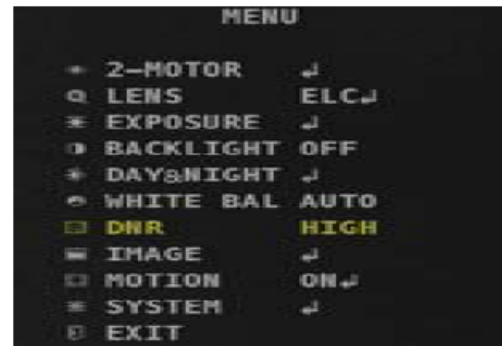 MENU
2-MOTOR ↲
LENS ELC↲
EXPOSURE ↲
BACKLIGHT OFF
DAY&NIGHT ↲
WHITE BAL AUTO
DNR HIGH
IMAGE ↲
MOTION ON↲
SYSTEM ↲
EXIT